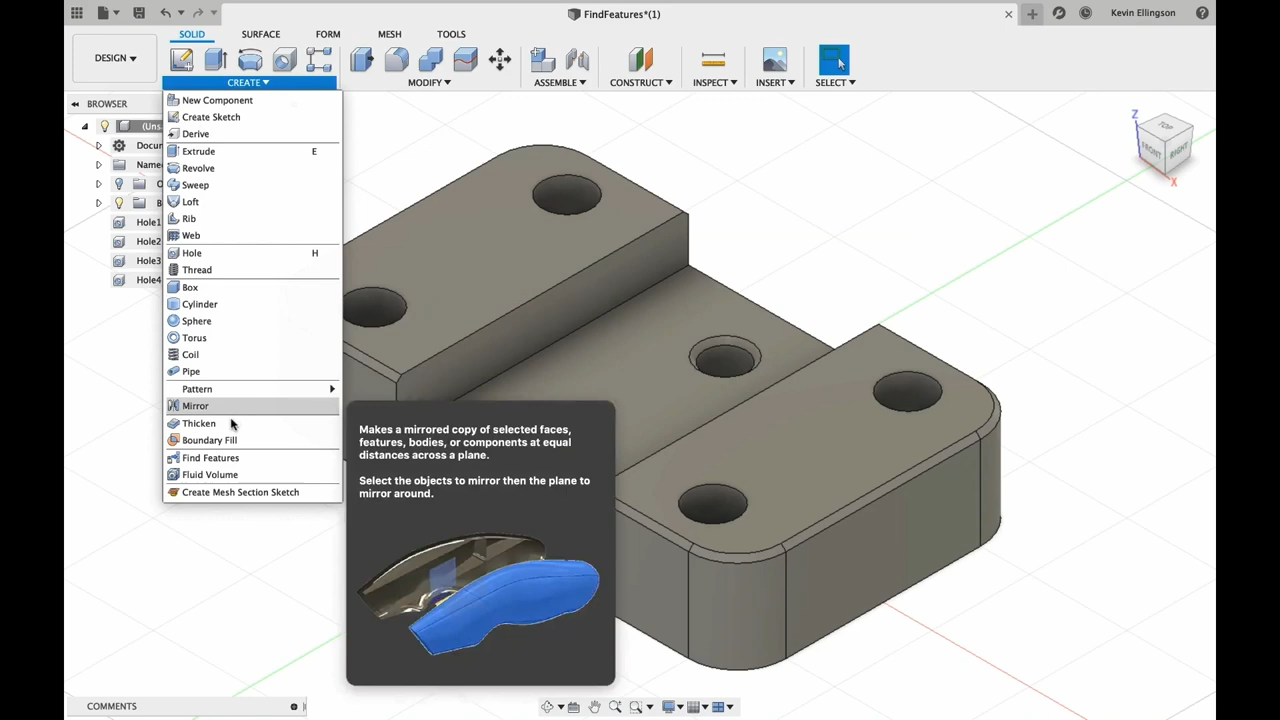 FindFeatures*(1)
Kevin Ellingson
SOLID
SURFACE
FORM
MESH
TOOLS
DESIGN
CREATE
MODIFY
ASSEMBLE
CONSTRUCT
INSPECT
INSERT
SELECT
BROWSER
(Uns
Docu
Name
O
B
Hole1
Hole2
Hole3
Hole4
New Component
Create Sketch
Derive
Extrude E
Revolve
Sweep
Loft
Rib
Web
Hole H
Thread
Box
Cylinder
Sphere
Torus
Coil
Pipe
Pattern
Mirror
Thicken
Boundary Fill
Find Features
Fluid Volume
Create Mesh Section Sketch
Makes a mirrored copy of selected faces,
features, bodies, or components at equal
distances across a plane.
Select the objects to mirror then the plane to
mirror around.
Z
TOP
FRONT
RIGHT
X
COMMENTS